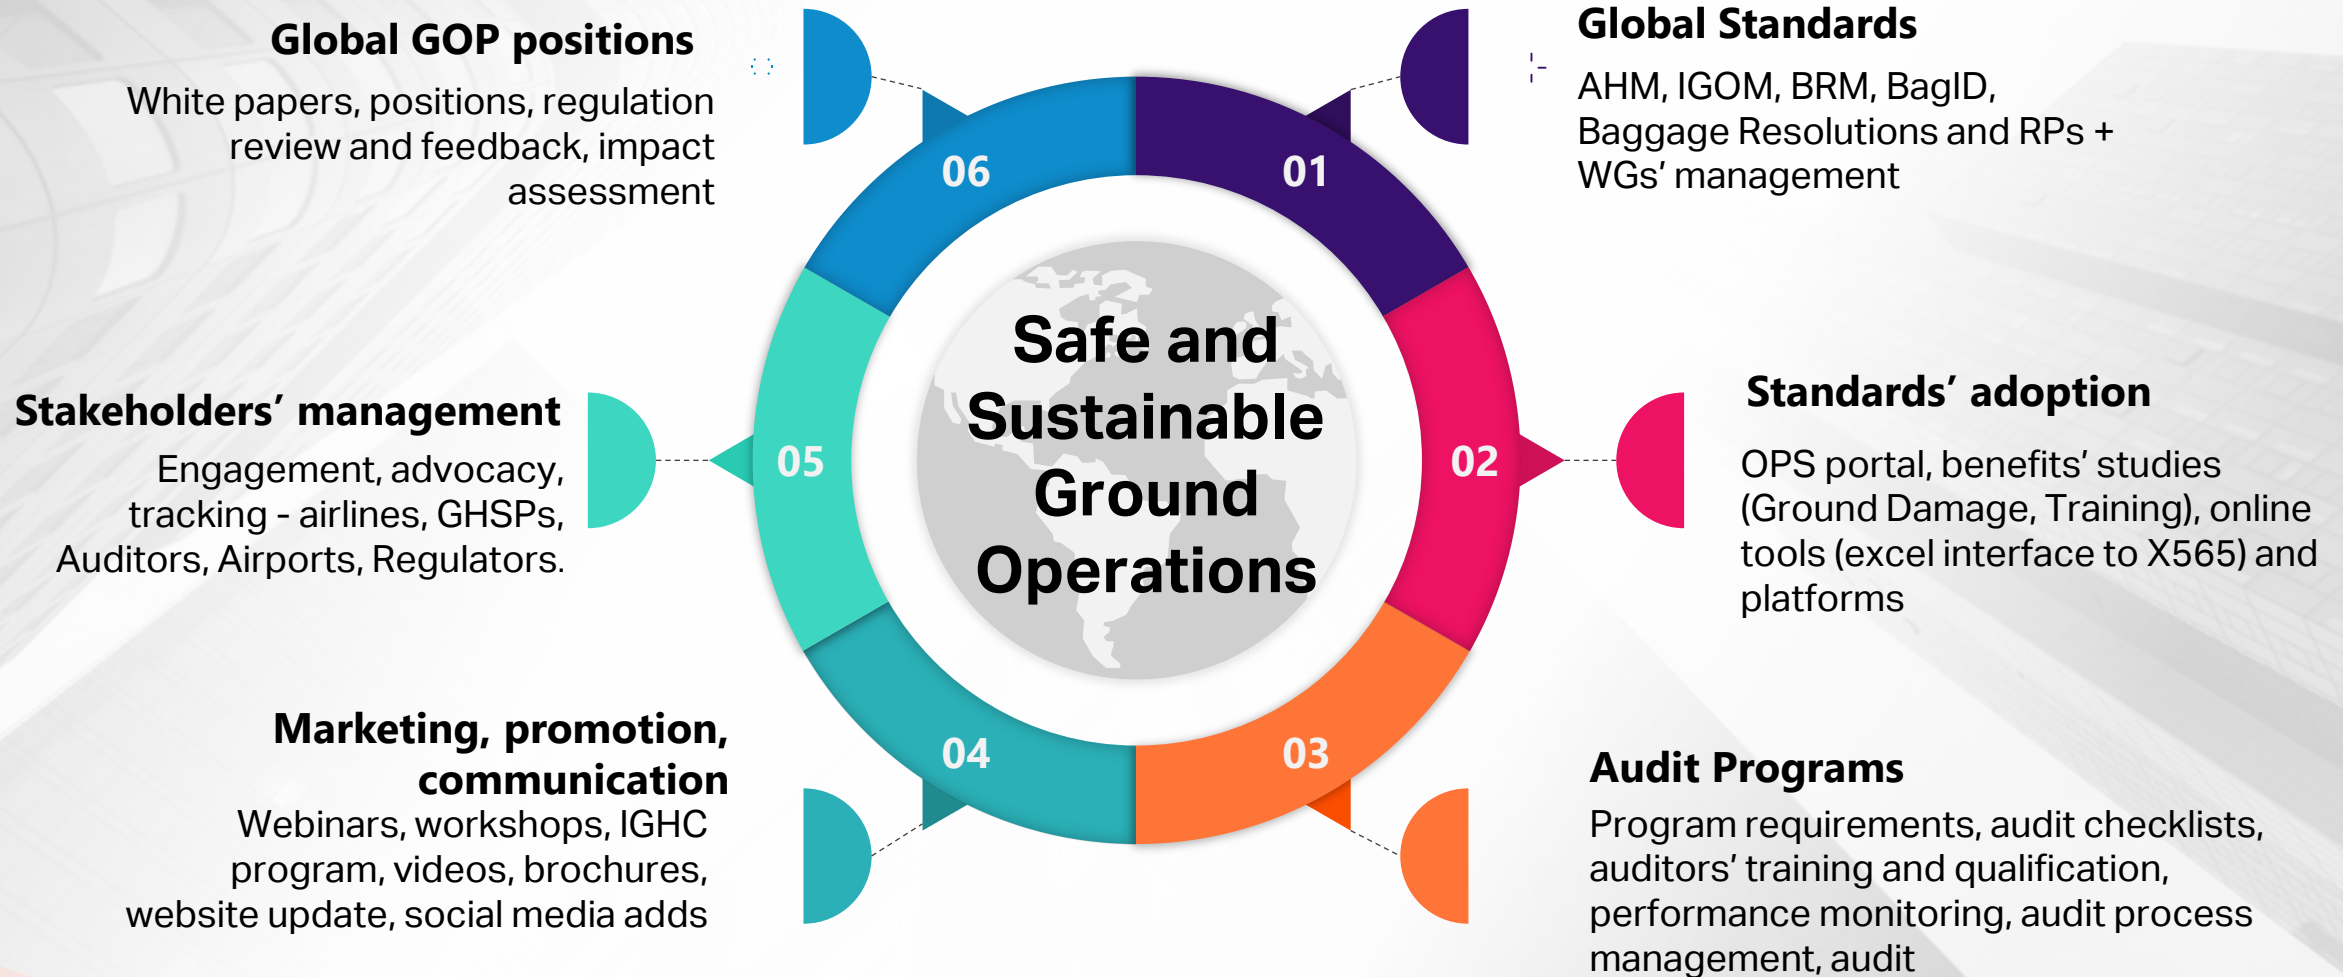 Global GOP positions
White papers, positions, regulation
review and feedback, impact
assessment
06
Global Standards
AHM, IGOM, BRM, BagID,
Baggage Resolutions and RPs +
WGs’ management
01
Safe and
Sustainable
Ground
Operations
Stakeholders’ management
Engagement, advocacy,
tracking - airlines, GHSPs,
Auditors, Airports, Regulators.
05
02
Standards’ adoption
OPS portal, benefits’ studies
(Ground Damage, Training), online
tools (excel interface to X565) and
platforms
Marketing, promotion,
communication
Webinars, workshops, IGHC
program, videos, brochures,
website update, social media adds
04
03
Audit Programs
Program requirements, audit checklists,
auditors’ training and qualification,
performance monitoring, audit process
management, audit